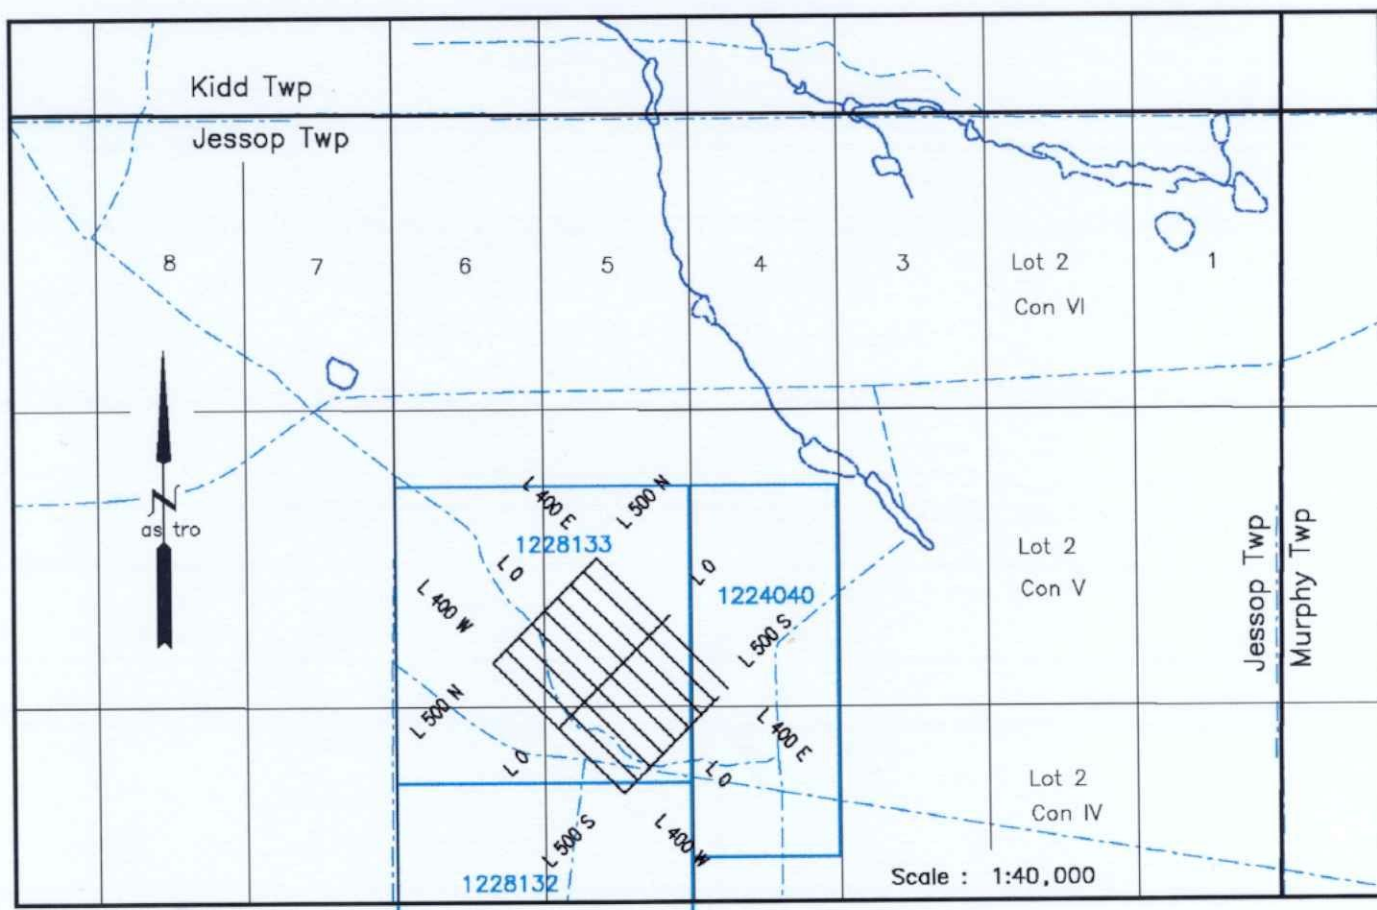 Kidd Twp
Jessop Twp
8
7
6
5
4
3
Lot 2
1
Con VI
N
astro
L 400 E
L 500 N
1228133
L 0
L 0
L 400 W
1224040
Lot 2
Con V
L 500 S
Jessop Twp
Murphy Twp
L 500 N
L 400 E
L 0
L 0
Lot 2
Con IV
L 500 S
L 400 W
1228132
Scale : 1:40,000